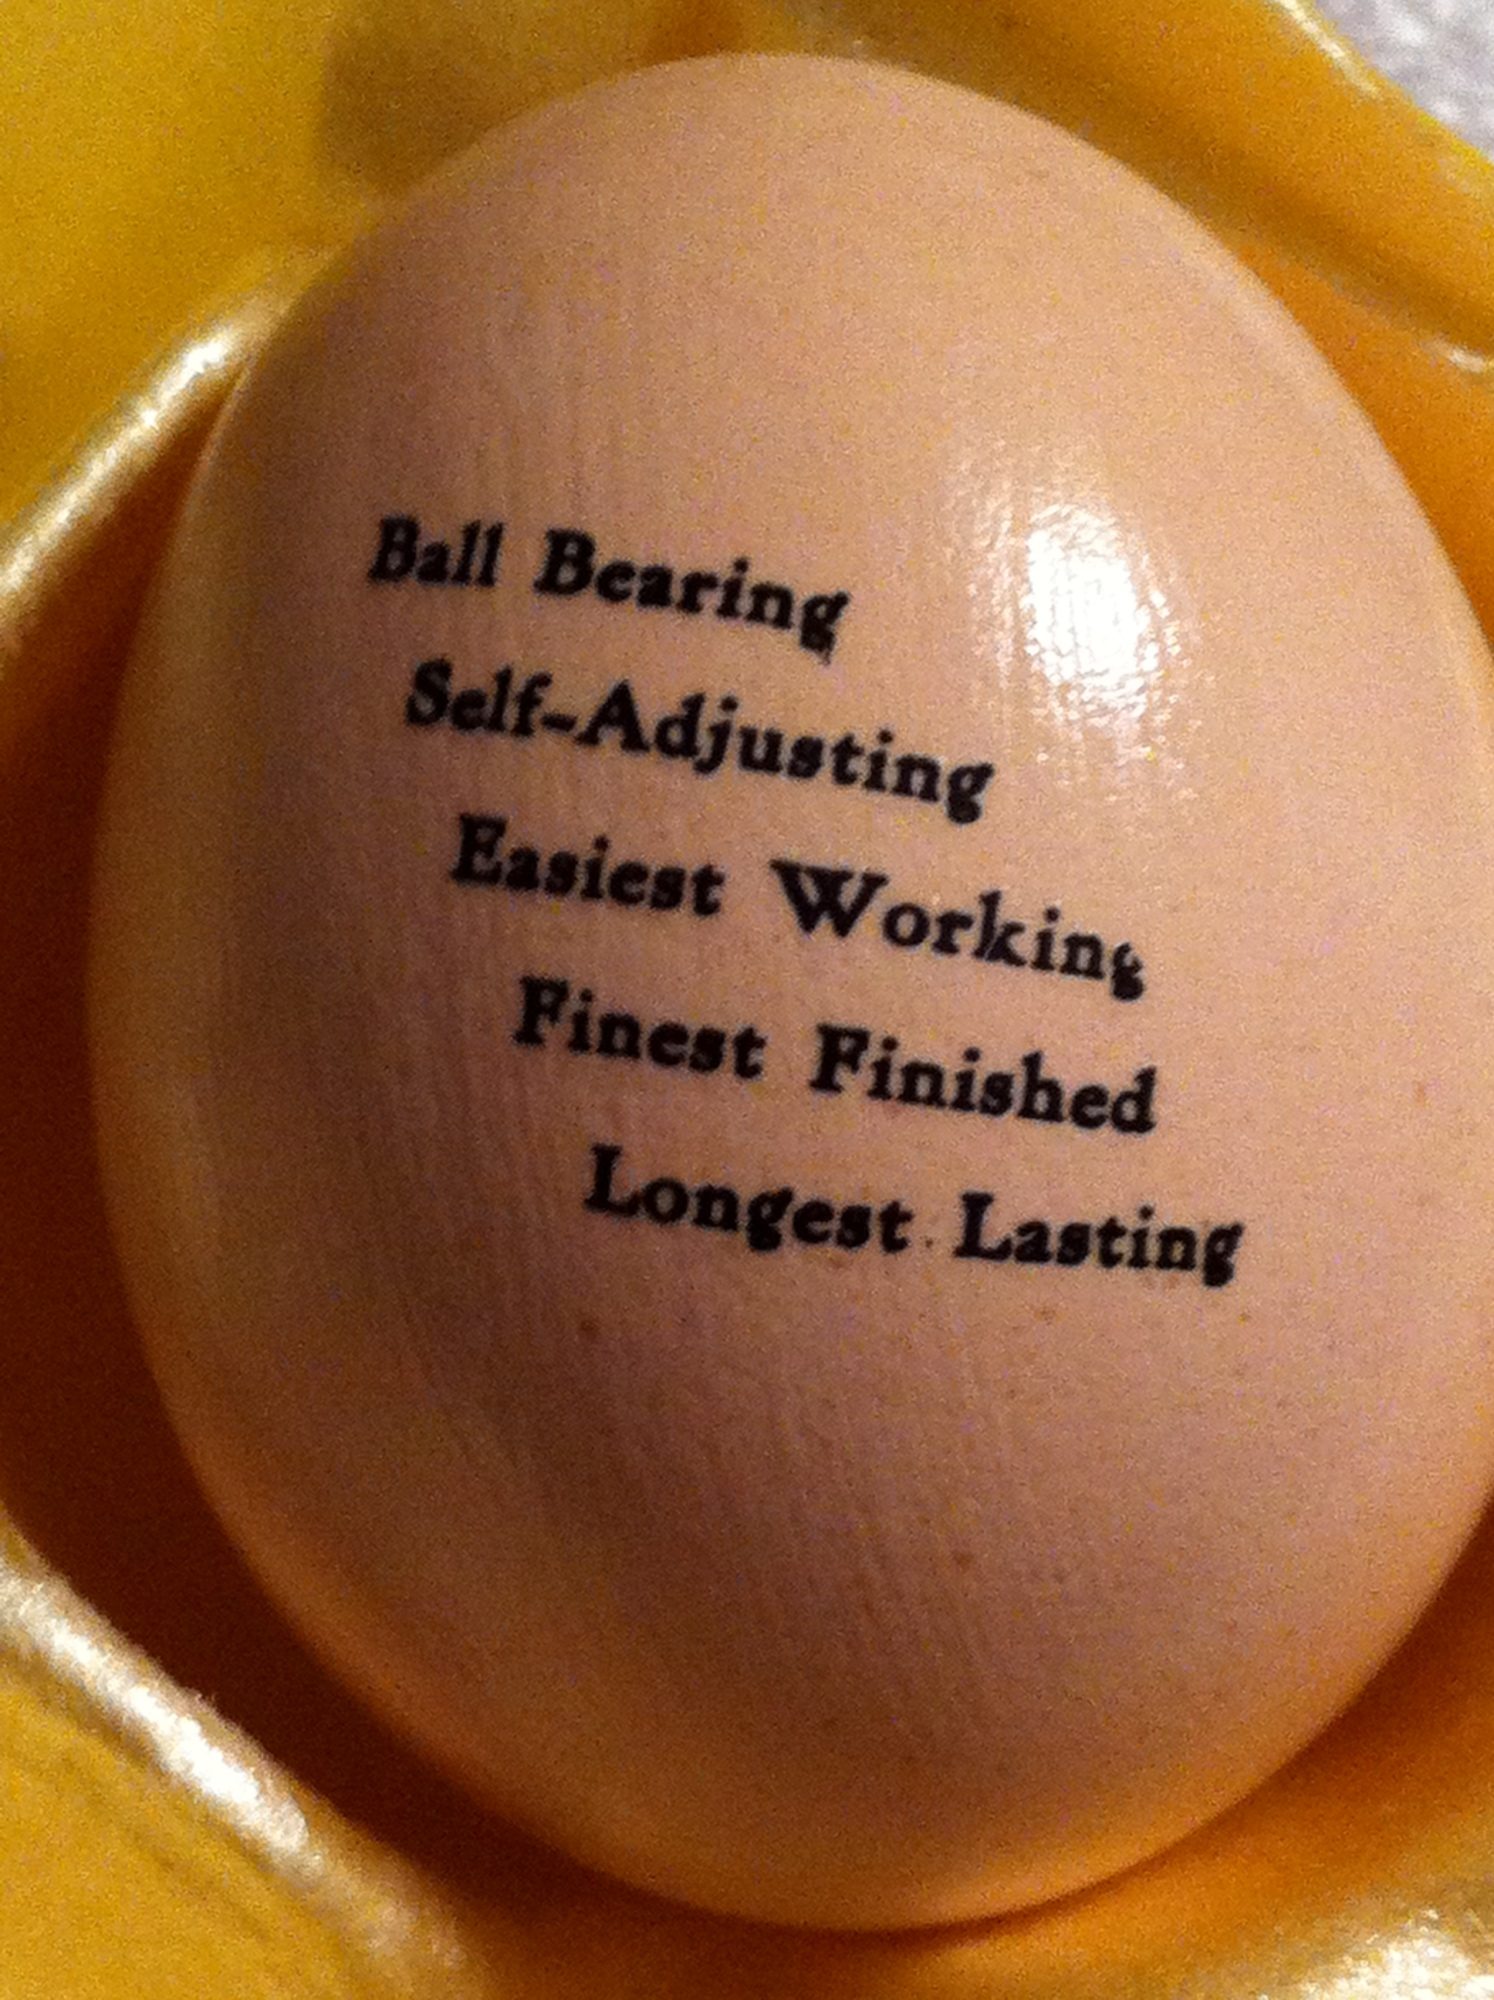 Ball Bearing
Self-Adjusting
Easiest Working
Finest Finished
Longest Lasting